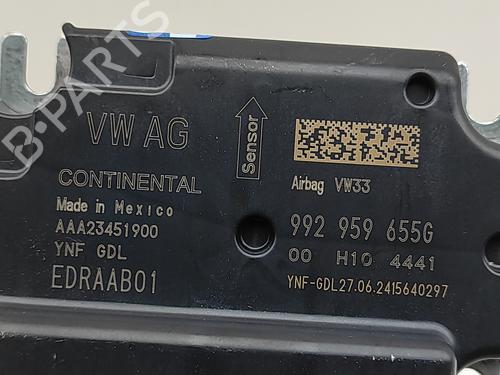 B-PARTS
VW AG
Sensor
CONTINENTAL
Airbag VW33
Made in Mexico
AAA23451900
992 959 655G
YNF GDL
00 H10 4441
EDRAAB01
YNF-GDL27.06.2415640297